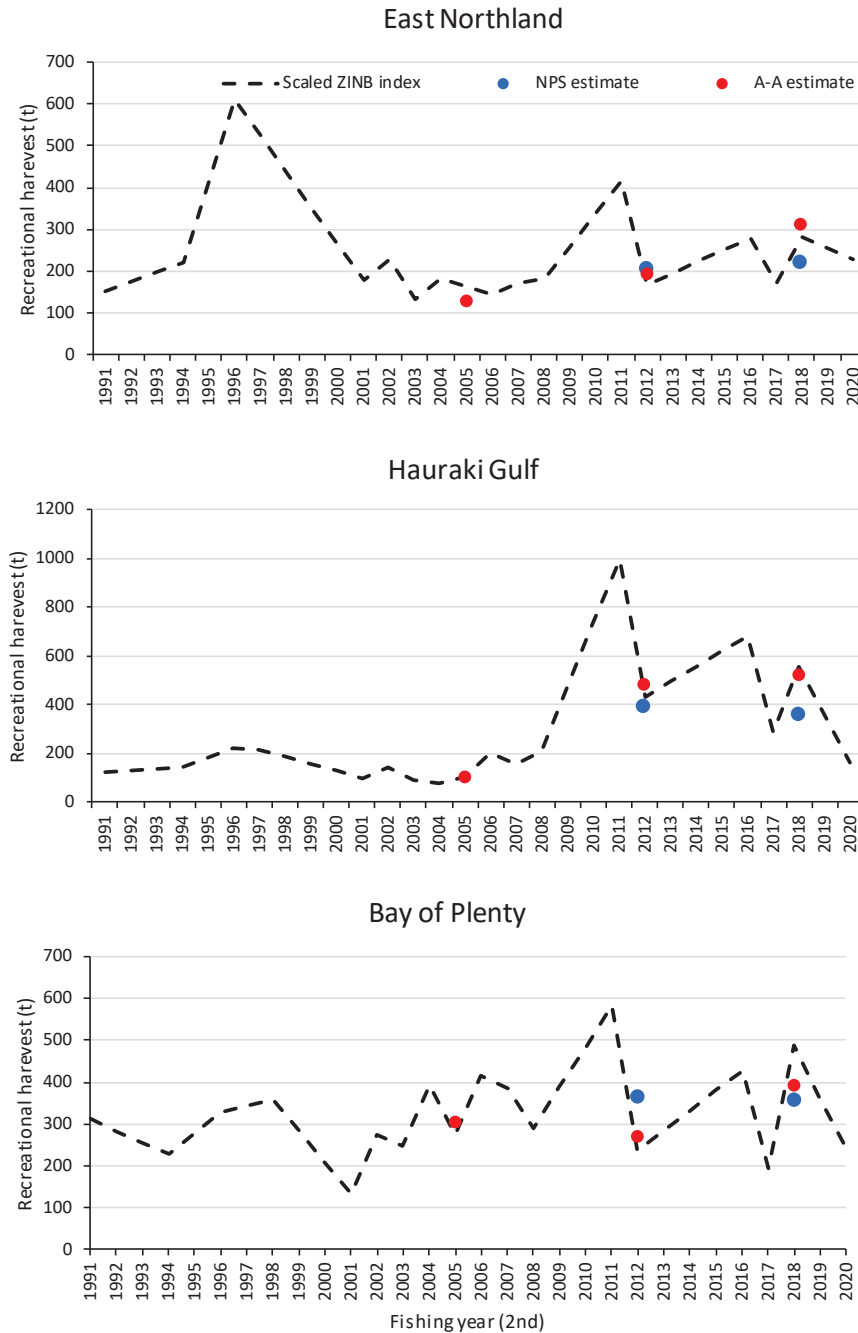 East Northland
700
600
500
400
300
200
100
0
Recreational harevest (t)
Scaled ZINB index
NPS estimate
A-A estimate
1991 1992 1993 1994 1995 1996 1997 1998 1999 2000 2001 2002 2003 2004 2005 2006 2007 2008 2009 2010 2011 2012 2013 2014 2015 2016 2017 2018 2019 2020
Hauraki Gulf
1200
1000
800
600
400
200
0
Recreational harevest (t)
1991 1992 1993 1994 1995 1996 1997 1998 1999 2000 2001 2002 2003 2004 2005 2006 2007 2008 2009 2010 2011 2012 2013 2014 2015 2016 2017 2018 2019 2020
Bay of Plenty
700
600
500
400
300
200
100
0
Recreational harevest (t)
1991 1992 1993 1994 1995 1996 1997 1998 1999 2000 2001 2002 2003 2004 2005 2006 2007 2008 2009 2010 2011 2012 2013 2014 2015 2016 2017 2018 2019 2020
Fishing year (2nd)